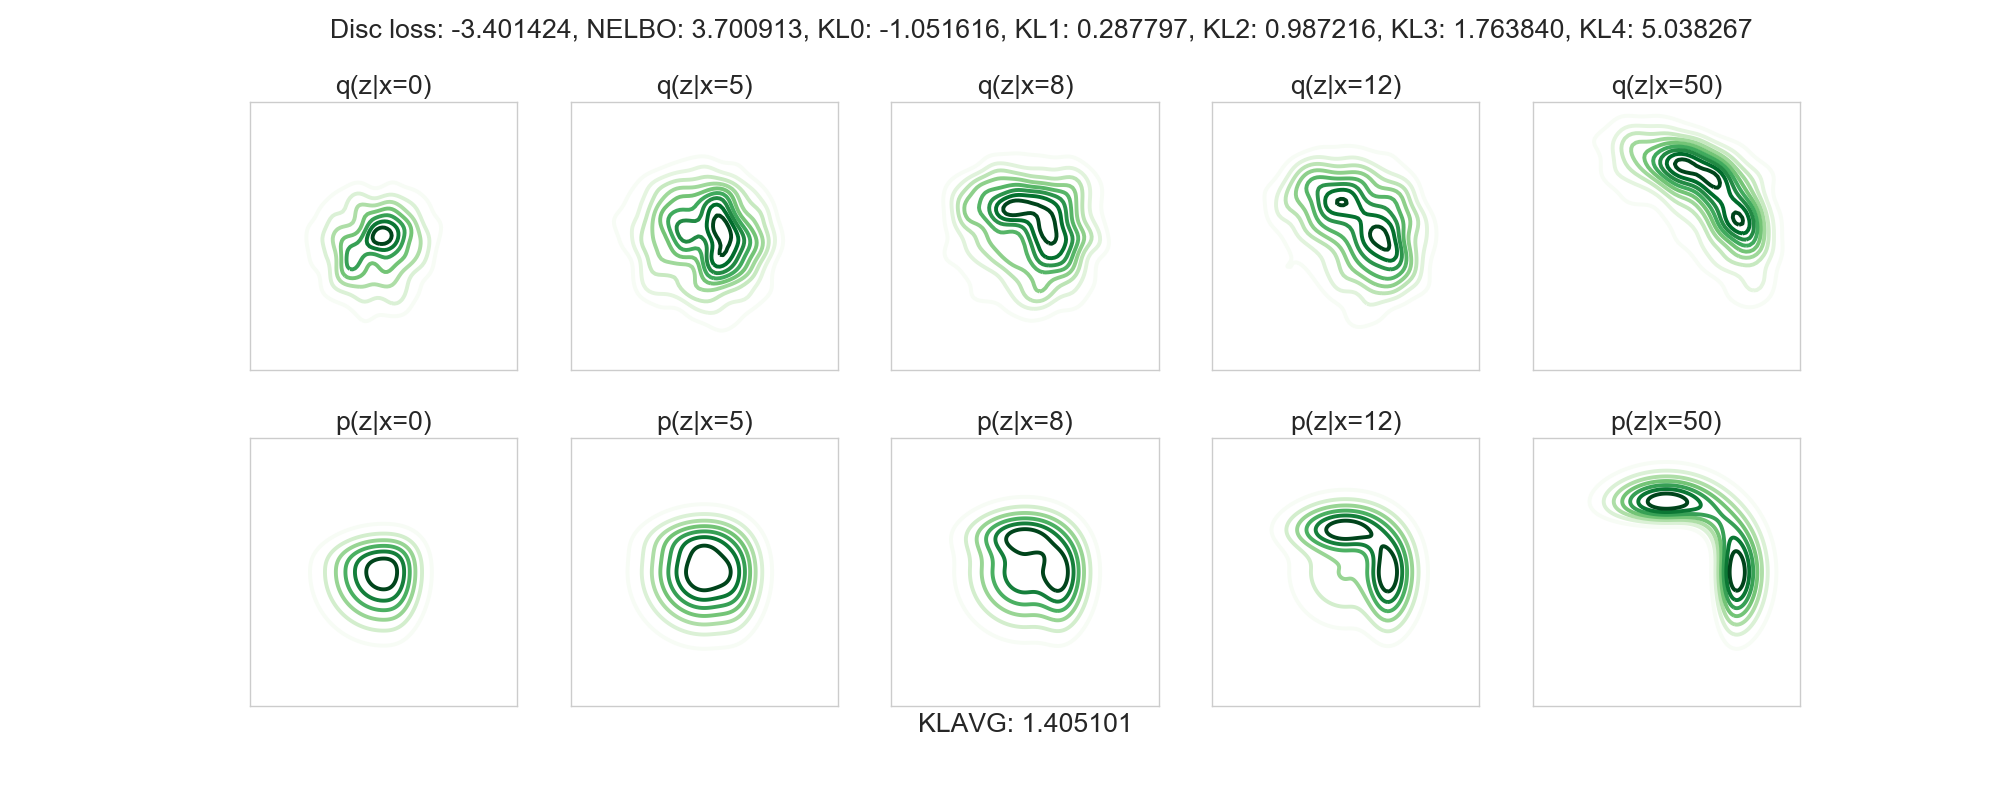 Disc loss: -3.401424, NELBO: 3.700913, KL0: -1.051616, KL1: 0.287797, KL2: 0.987216, KL3: 1.763840, KL4: 5.038267
q(z|x=0) q(z|x=5) q(z|x=8) q(z|x=12) q(z|x=50)
p(z|x=0) p(z|x=5) p(z|x=8) p(z|x=12) p(z|x=50)
KLAVG: 1.405101